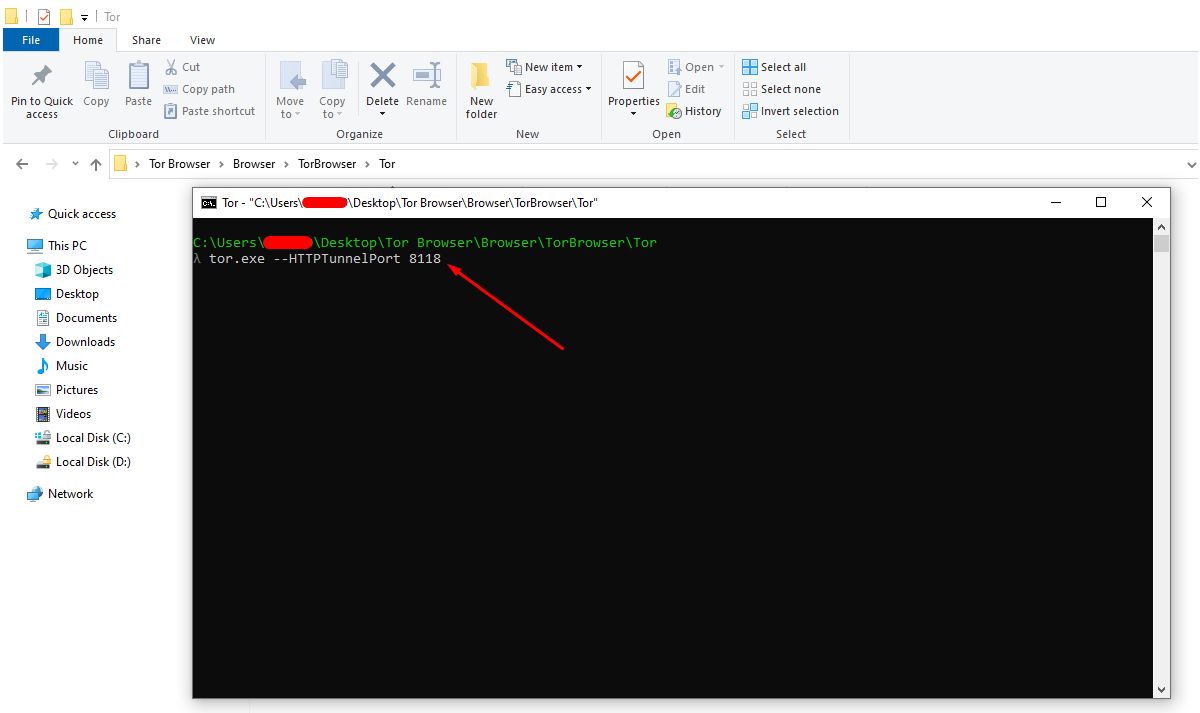 Tor
File Home Share View
Pin to Quick access
Copy
Paste
Cut
Copy path
Paste shortcut
Clipboard
Move to
Copy to
Delete
Rename
Organize
New folder
New item
Easy access
New
Properties
Open
Edit
History
Open
Select all
Select none
Invert selection
Select
Tor Browser › Browser › TorBrowser › Tor
Quick access
This PC
3D Objects
Desktop
Documents
Downloads
Music
Pictures
Videos
Local Disk (C:)
Local Disk (D:)
Network
Tor - "C:\Users\ \Desktop\Tor Browser\Browser\TorBrowser\Tor"
C:\Users\ \Desktop\Tor Browser\Browser\TorBrowser\Tor
λ tor.exe --HTTPTunnelPort 8118